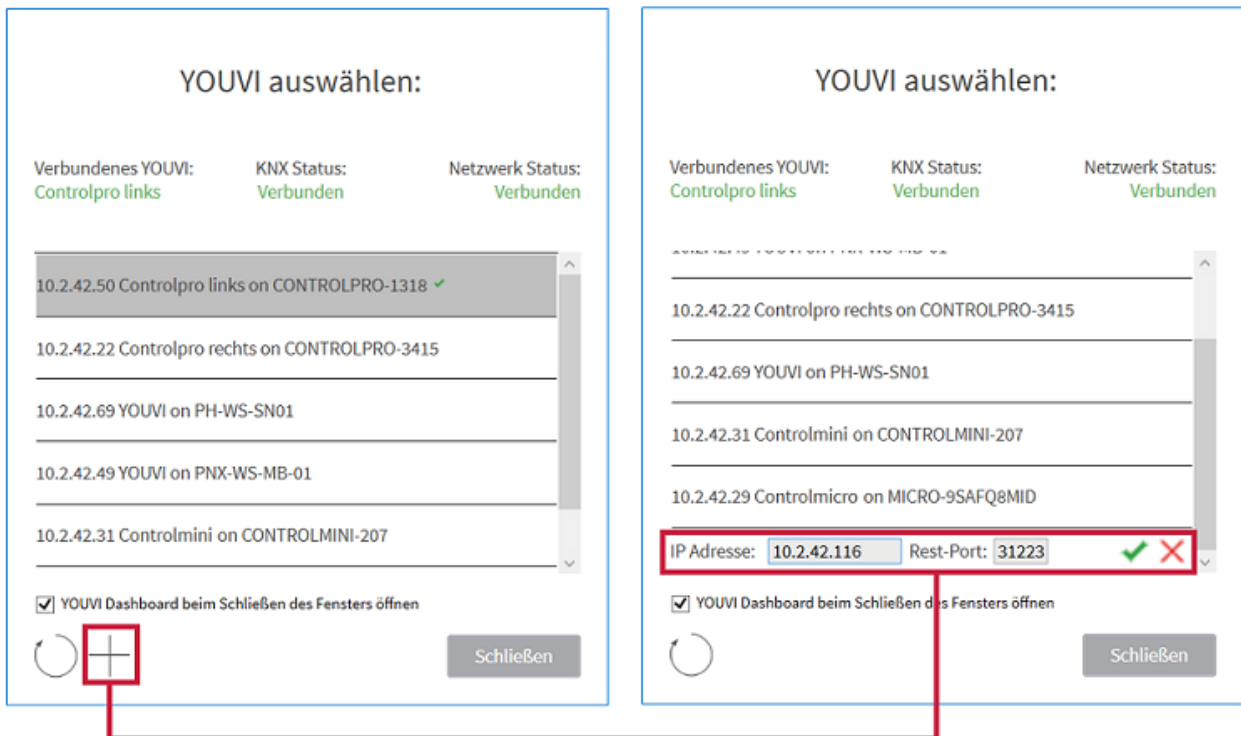 YOUVI auswählen:
Verbundenes YOUVI: KNX Status: Netzwerk Status:
Controlpro links Verbunden Verbunden
10.2.42.50 Controlpro links on CONTROLPRO-1318
10.2.42.22 Controlpro rechts on CONTROLPRO-3415
10.2.42.69 YOUVI on PH-WS-SN01
10.2.42.49 YOUVI on PNX-WS-MB-01
10.2.42.31 Controlmini on CONTROLMINI-207
YOUVI Dashboard beim Schließen des Fensters öffnen
Schließen
YOUVI auswählen:
Verbundenes YOUVI: KNX Status: Netzwerk Status:
Controlpro links Verbunden Verbunden
10.2.42.22 Controlpro rechts on CONTROLPRO-3415
10.2.42.69 YOUVI on PH-WS-SN01
10.2.42.31 Controlmini on CONTROLMINI-207
10.2.42.29 Controlmicro on MICRO-9SAFQ8MID
IP Adresse: 10.2.42.116 Rest-Port: 31223
YOUVI Dashboard beim Schließen des Fensters öffnen
Schließen